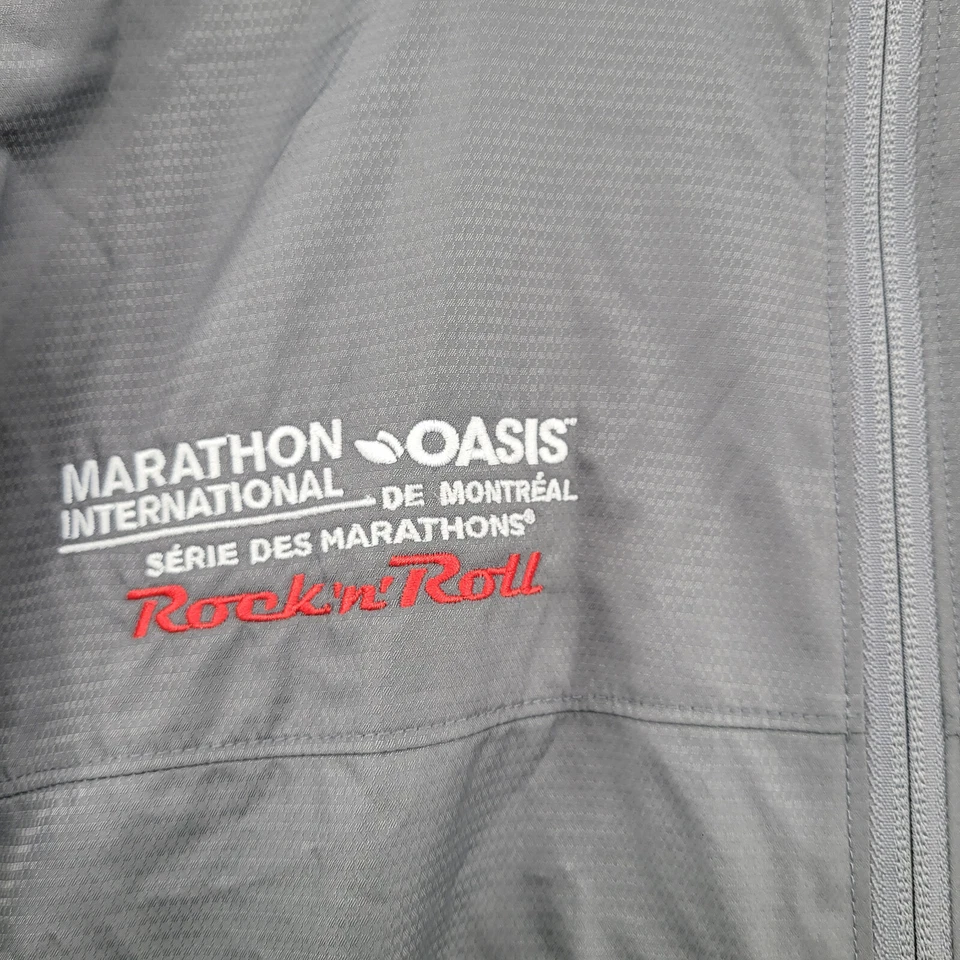 MARATHON OASIS™
INTERNATIONAL DE MONTRÉAL
SÉRIE DES MARATHONS®
Rock 'n' Roll